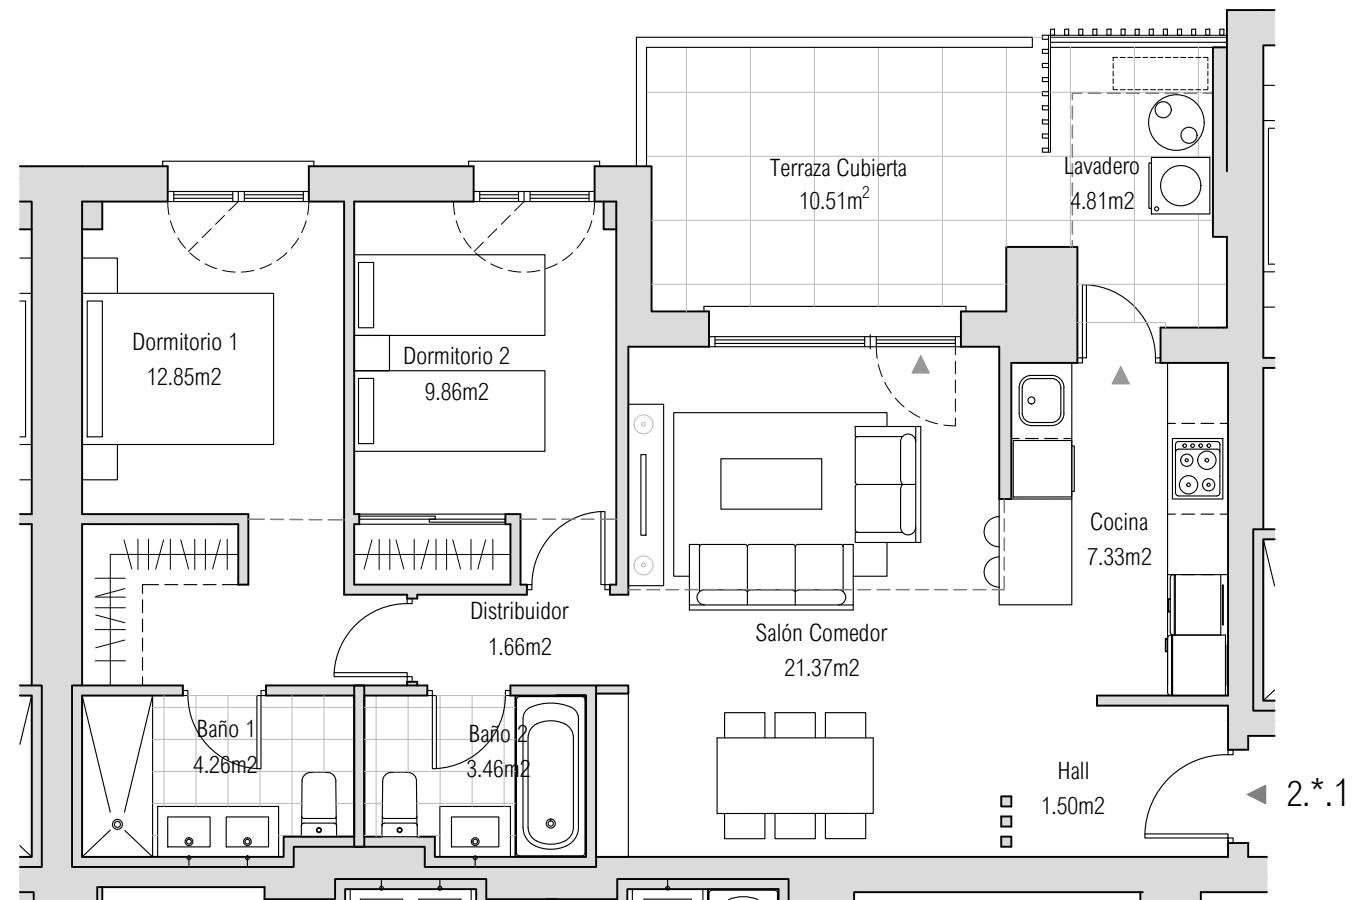 Terraza Cubierta
10.51m²
Lavadero
4.81m2
Dormitorio 1
12.85m2
Dormitorio 2
9.86m2
Cocina
7.33m2
Distribuidor
1.66m2
Salón Comedor
21.37m2
Baño 1
4.26m2
Baño 2
3.46m2
Hall
1.50m2
2.*.1